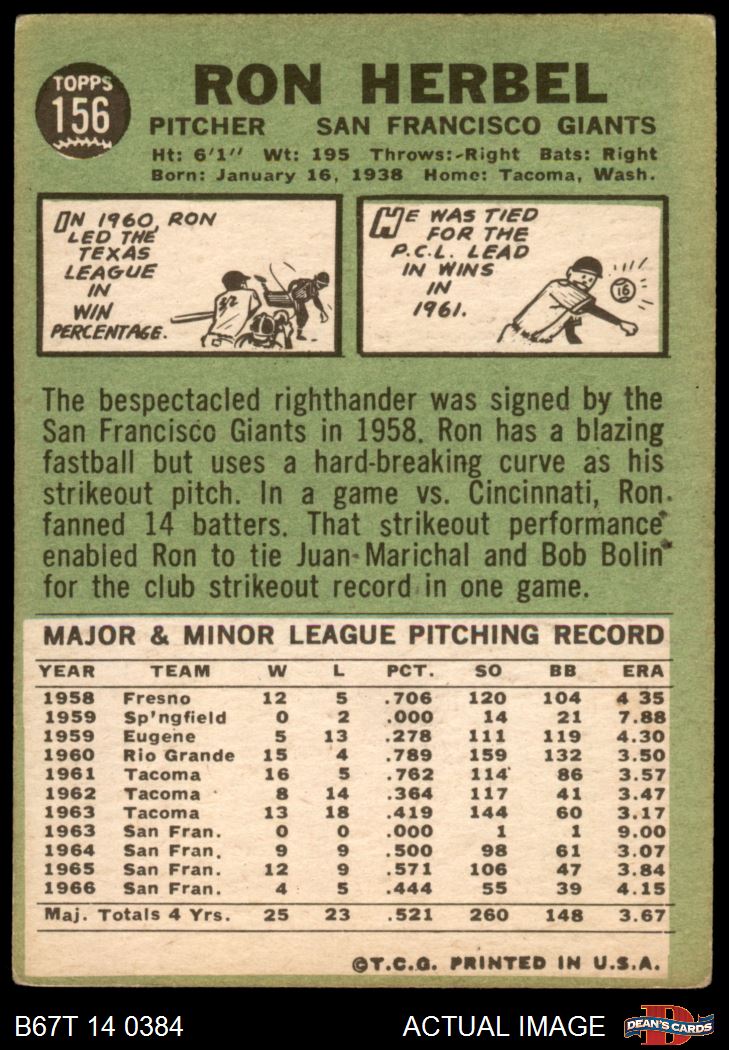 TOPPS
156
RON HERBEL
PITCHER SAN FRANCISCO GIANTS
Ht: 6'1" Wt: 195 Throws: Right Bats: Right
Born: January 16, 1938 Home: Tacoma, Wash.
IN 1960, RON
LED THE
TEXAS
LEAGUE
IN
WIN
PERCENTAGE.
HE WAS TIED
FOR THE
P.C.L. LEAD
IN WINS
IN
1961.
16
The bespectacled righthander was signed by the
San Francisco Giants in 1958. Ron has a blazing
fastball but uses a hard-breaking curve as his
strikeout pitch. In a game vs. Cincinnati, Ron
fanned 14 batters. That strikeout performance
enabled Ron to tie Juan Marichal and Bob Bolin
for the club strikeout record in one game.
MAJOR & MINOR LEAGUE PITCHING RECORD
YEAR TEAM W L PCT. SO BB ERA
1958 Fresno 12 5 .706 120 104 4 35
1959 Sp'ngfield 0 2 .000 14 21 7.88
1959 Eugene 5 13 .278 111 119 4.30
1960 Rio Grande 15 4 .789 159 132 3.50
1961 Tacoma 16 5 .762 114 86 3.57
1962 Tacoma 8 14 .364 117 41 3.47
1963 Tacoma 13 18 .419 144 60 3.17
1963 San Fran. 0 0 .000 1 1 9.00
1964 San Fran. 9 9 .500 98 61 3.07
1965 San Fran. 12 9 .571 106 47 3.84
1966 San Fran. 4 5 .444 55 39 4.15
Maj. Totals 4 Yrs. 25 23 .521 260 148 3.67
©T.C.G. PRINTED IN U.S.A.
B67T 14 0384 ACTUAL IMAGE
D
DEAN'S CARDS